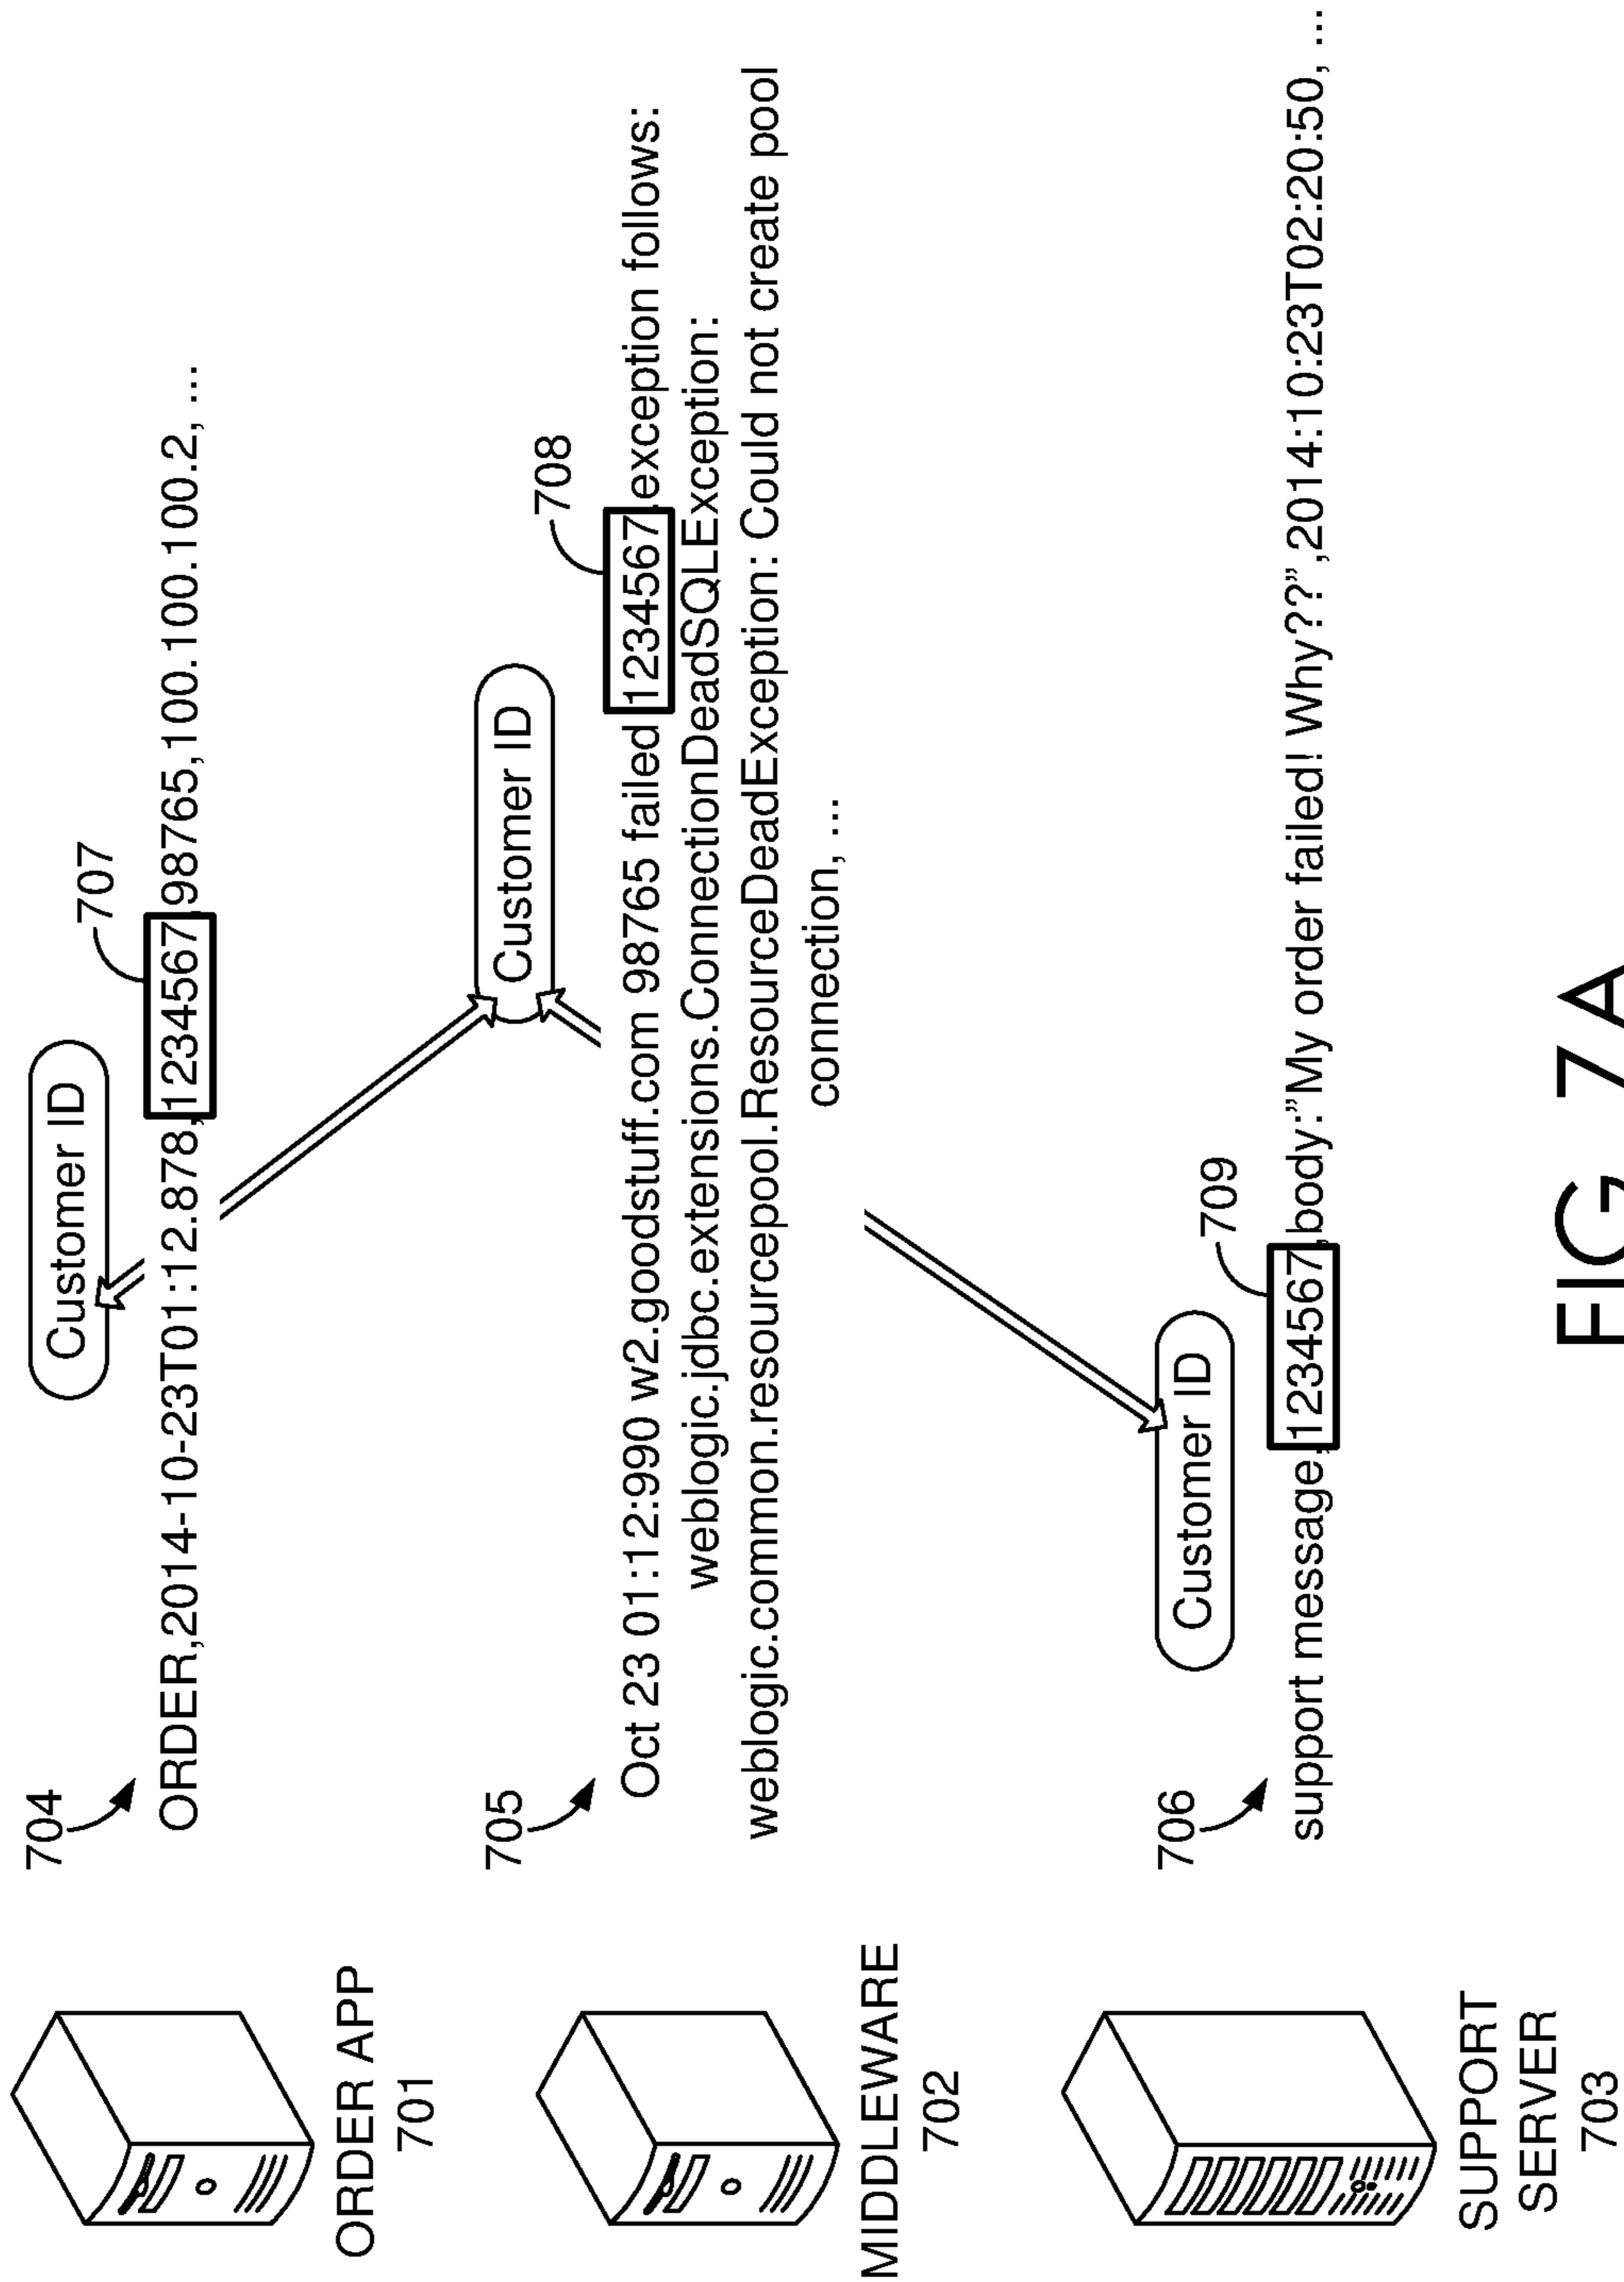 704
Customer ID
707
ORDER,2014-10-23T01:12.878,1234567,98765,100.100.100.2, ...
ORDER APP
701
705
Customer ID
708
Oct 23 01:12:990 w2.goodstuff.com 98765 failed 1234567,exception follows:
weblogic.jdbc.extensions.ConnectionDeadSQLException:
weblogic.common.resourcepool.ResourceDeadException: Could not create pool
connection, ...
MIDDLEWARE
702
706
Customer ID
709
support message,1234567,body:”My order failed! Why??”,2014:10:23T02:20:50, ...
SUPPORT
SERVER
703
FIG. 7A